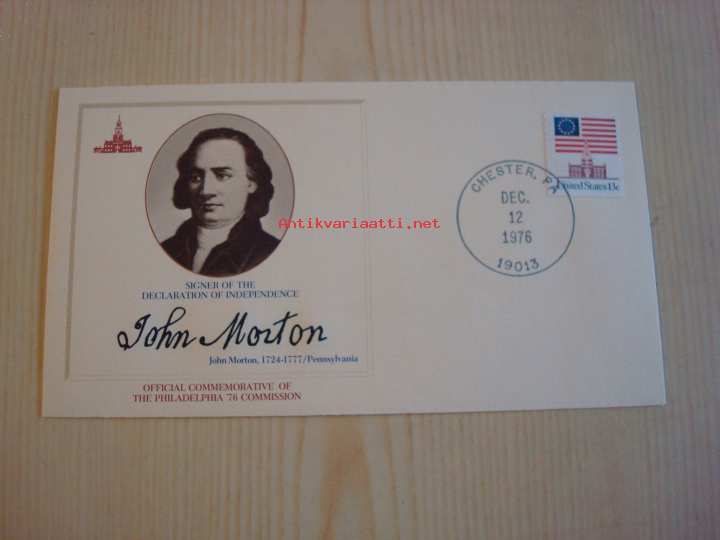 SIGNER OF THE
DECLARATION OF INDEPENDENCE
John Morton
John Morton, 1724-1777/Pennsylvania
OFFICIAL COMMEMORATIVE OF
THE PHILADELPHIA '76 COMMISSION
CHESTER, PA
DEC.
12
1976
19013
United States 13c
Antikvariaatti.net